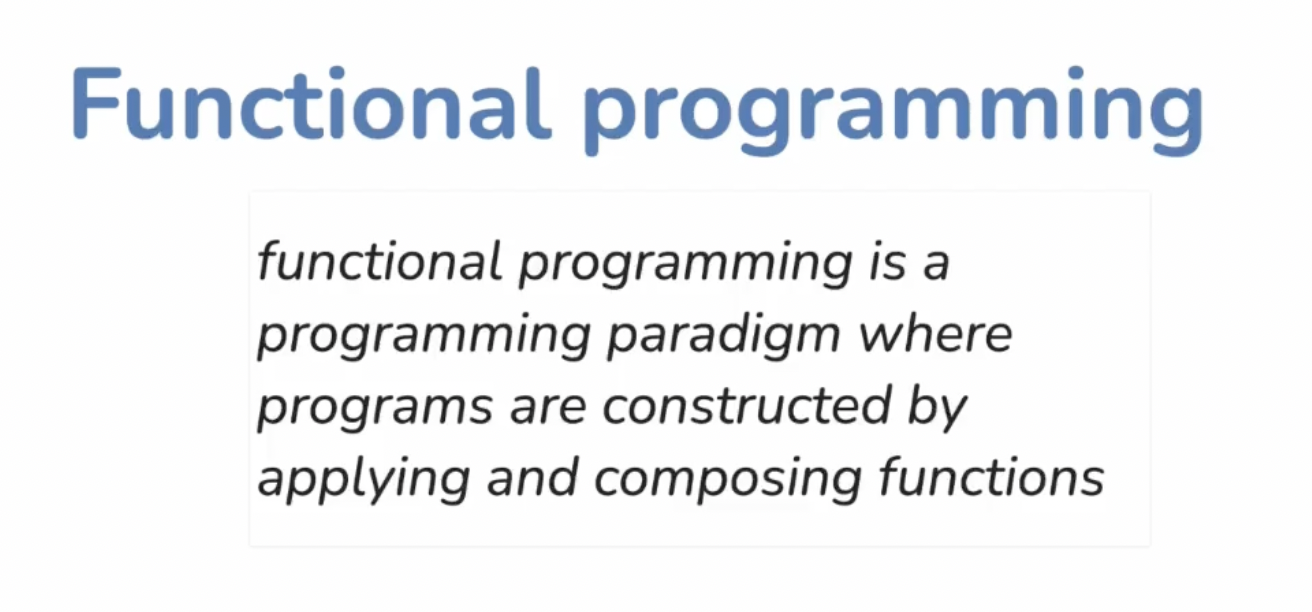 Functional programming
functional programming is a
programming paradigm where
programs are constructed by
applying and composing functions